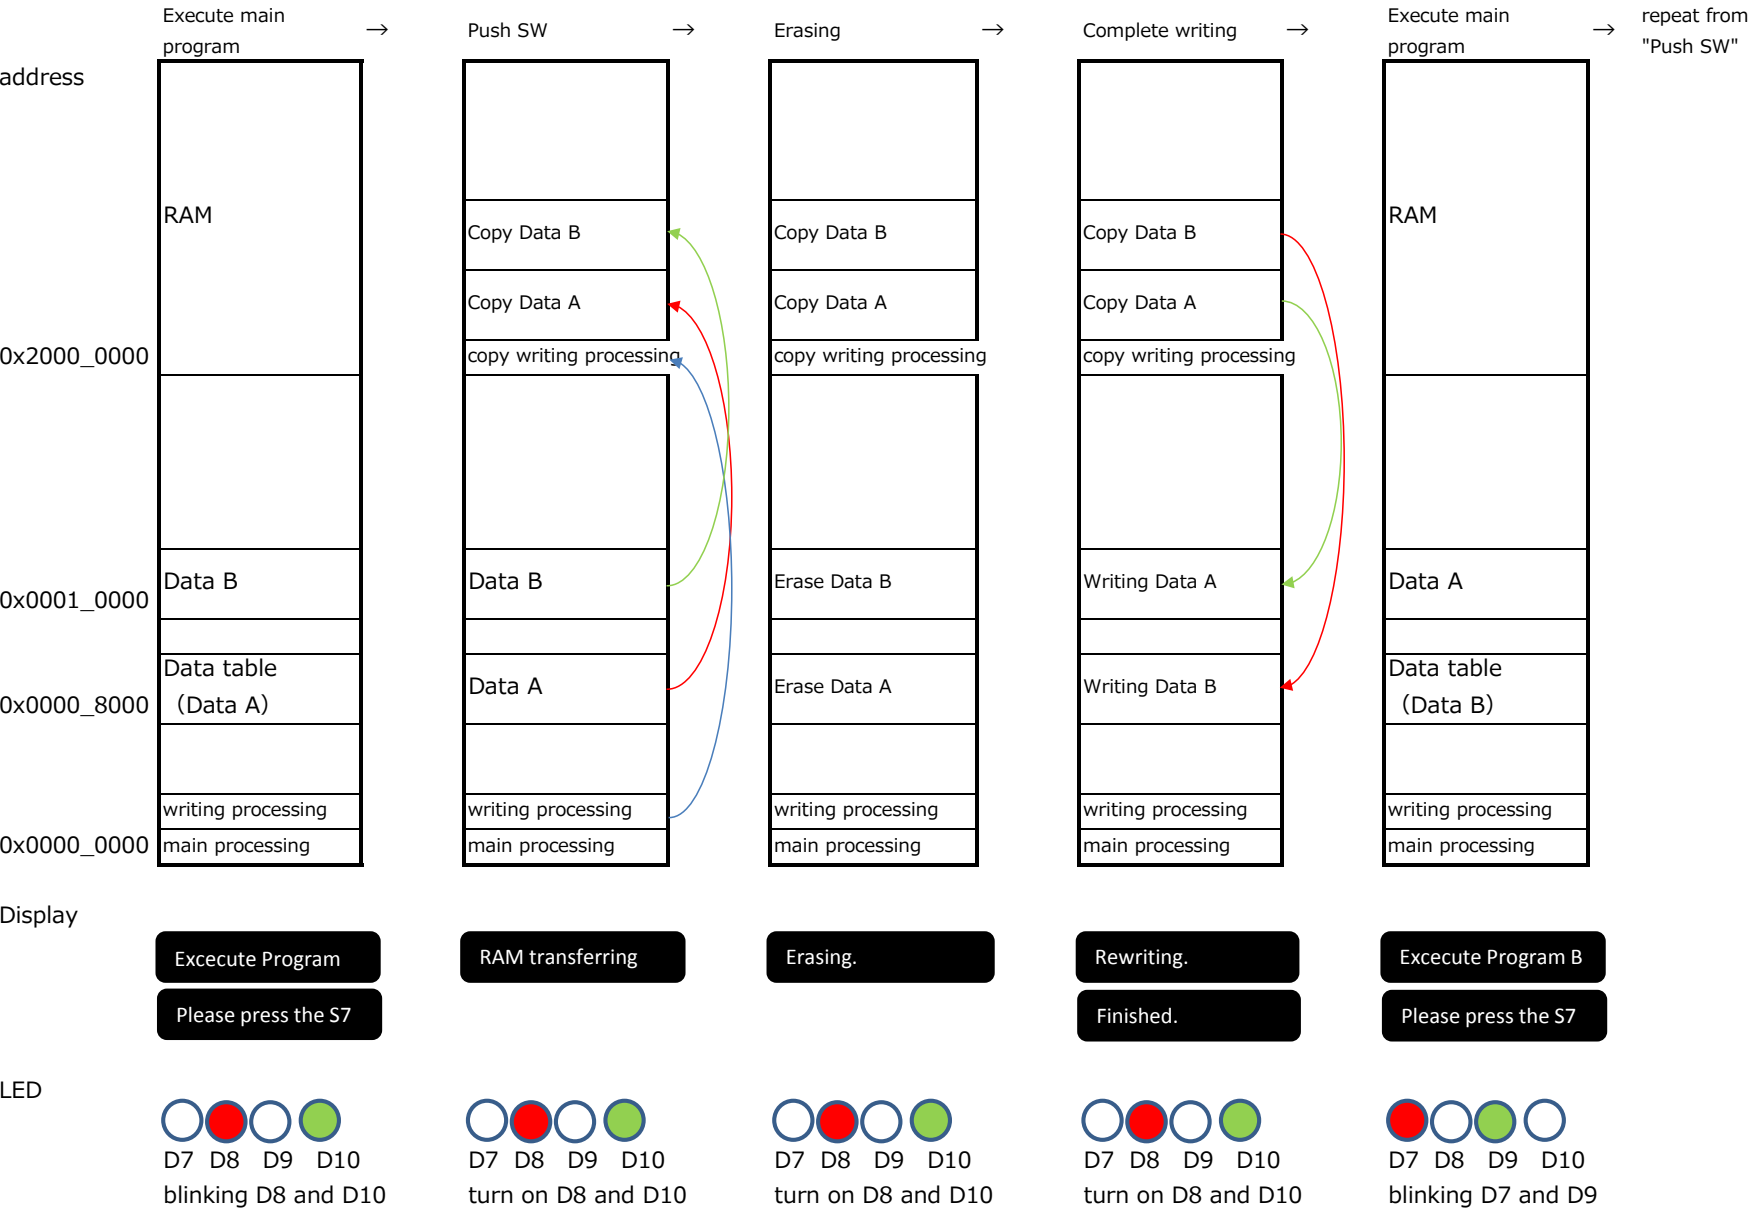 Execute main
program
→
Push SW
→
Erasing
→
Complete writing
→
Execute main
program
→
repeat from
"Push SW"
address
RAM
Copy Data B
Copy Data B
Copy Data B
RAM
Copy Data A
Copy Data A
Copy Data A
0x2000_0000
copy writing processing
copy writing processing
copy writing processing
Data B
Data B
Erase Data B
Writing Data A
Data A
0x0001_0000
Data table
(Data A)
Data A
Erase Data A
Writing Data B
Data table
(Data B)
0x0000_8000
writing processing
writing processing
writing processing
writing processing
writing processing
0x0000_0000
main processing
main processing
main processing
main processing
main processing
Display
Excecute Program
RAM transferring
Erasing.
Rewriting.
Excecute Program B
Please press the S7
Finished.
Please press the S7
LED
D7 D8 D9 D10
D7 D8 D9 D10
D7 D8 D9 D10
D7 D8 D9 D10
D7 D8 D9 D10
blinking D8 and D10
turn on D8 and D10
turn on D8 and D10
turn on D8 and D10
blinking D7 and D9